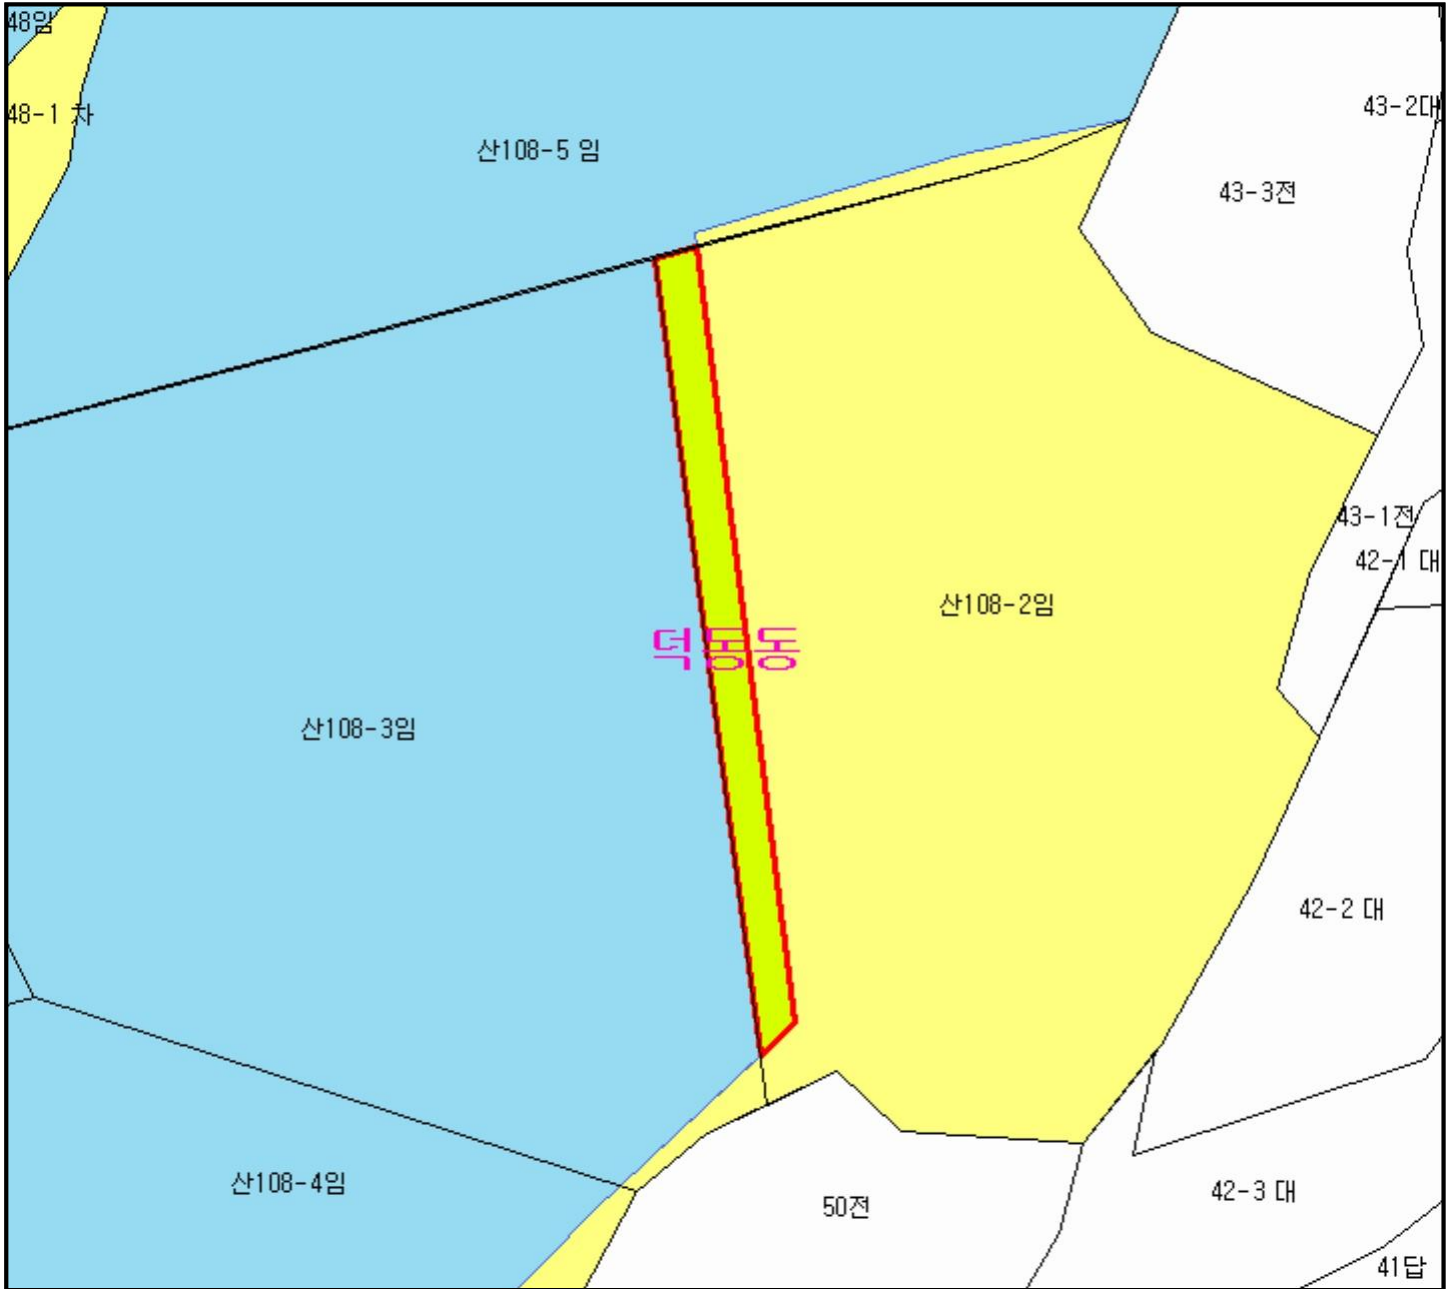 48임
43-2대
48-1 차
산108-5 임
43-3전
43-1전
42-1 대
산108-2임
덕동동
산108-3임
42-2 대
산108-4임
42-3 대
50전
41답